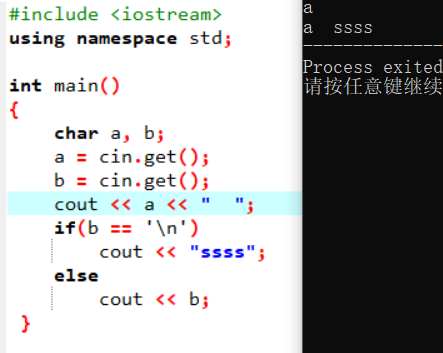 #include <iostream>
using namespace std;

int main()
{
    char a, b;
    a = cin.get();
    b = cin.get();
    cout << a << "  ";
    if(b == '\n')
        cout << "ssss";
    else
        cout << b;
}
a
a  ssss
--------------
Process exited
请按任意键继续